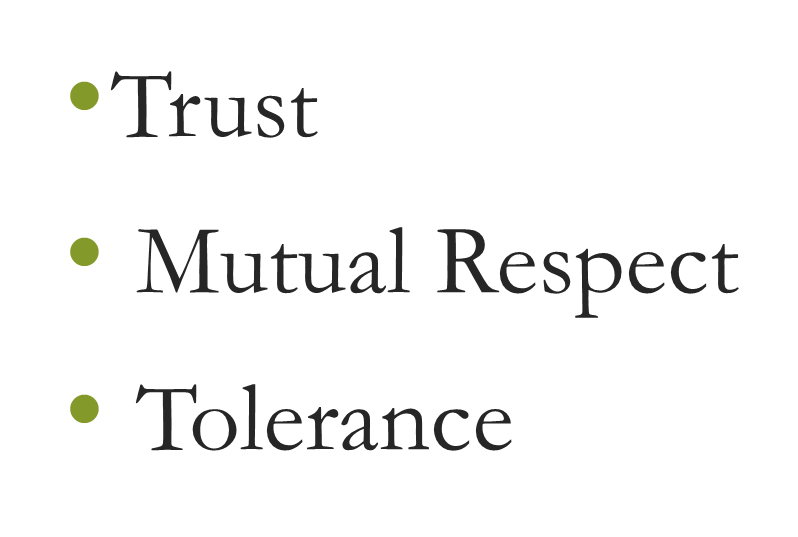 • Trust
• Mutual Respect
• Tolerance